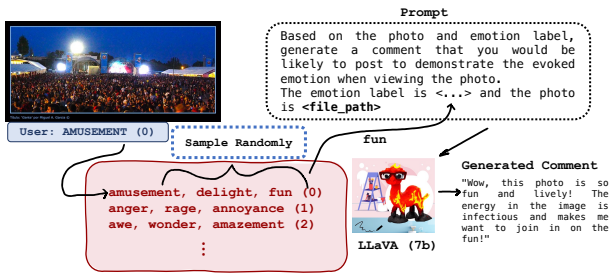 Prompt
Based on the photo and emotion label,
generate a comment that you would be
likely to post to demonstrate the evoked
emotion when viewing the photo.
The emotion label is <...> and the photo
is <file_path>
User: AMUSEMENT (0)
Sample Randomly
fun
amusement, delight, fun (0)
anger, rage, annoyance (1)
awe, wonder, amazement (2)
⋮
LLaVA (7b)
Generated Comment
"Wow, this photo is so
fun and lively! The
energy in the image is
infectious and makes me
want to join in on the
fun!"